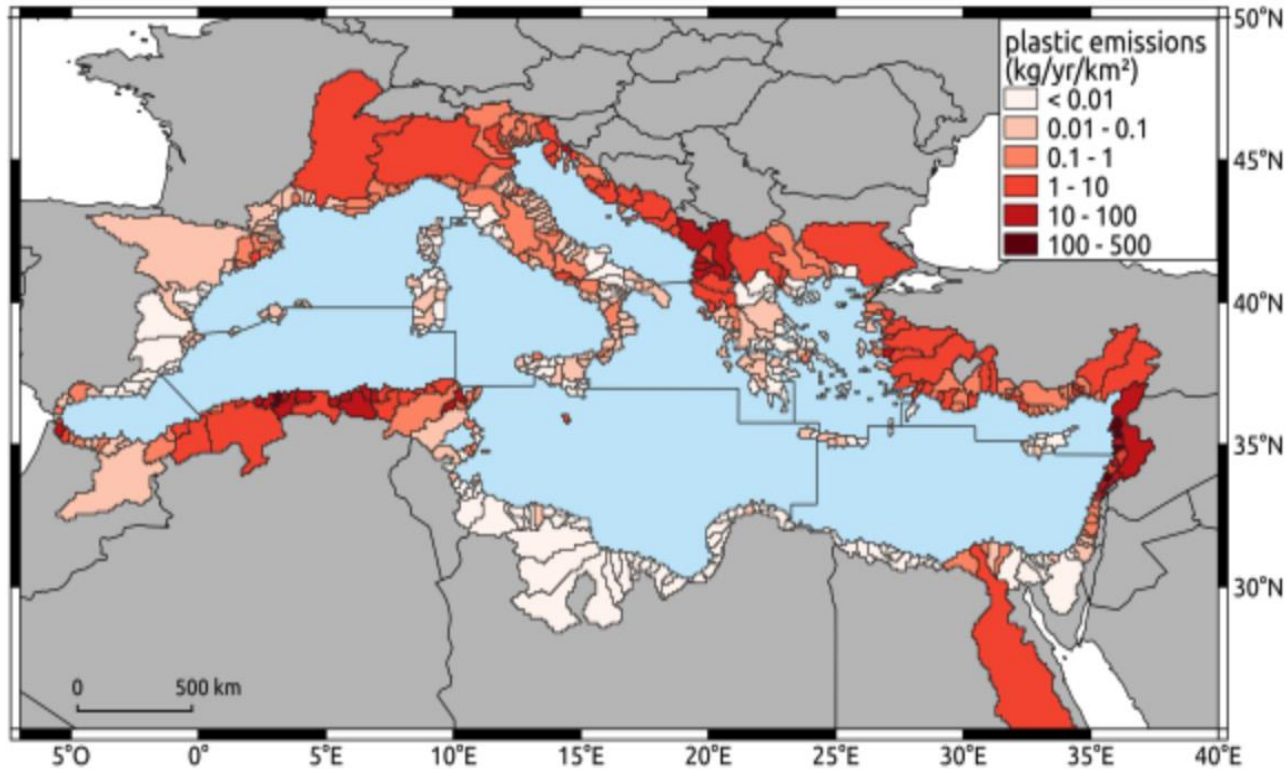 plastic emissions
(kg/yr/km²)
< 0.01
0.01 - 0.1
0.1 - 1
1 - 10
10 - 100
100 - 500
50°N
45°N
40°N
35°N
30°N
0 500 km
5°O 0° 5°E 10°E 15°E 20°E 25°E 30°E 35°E 40°E